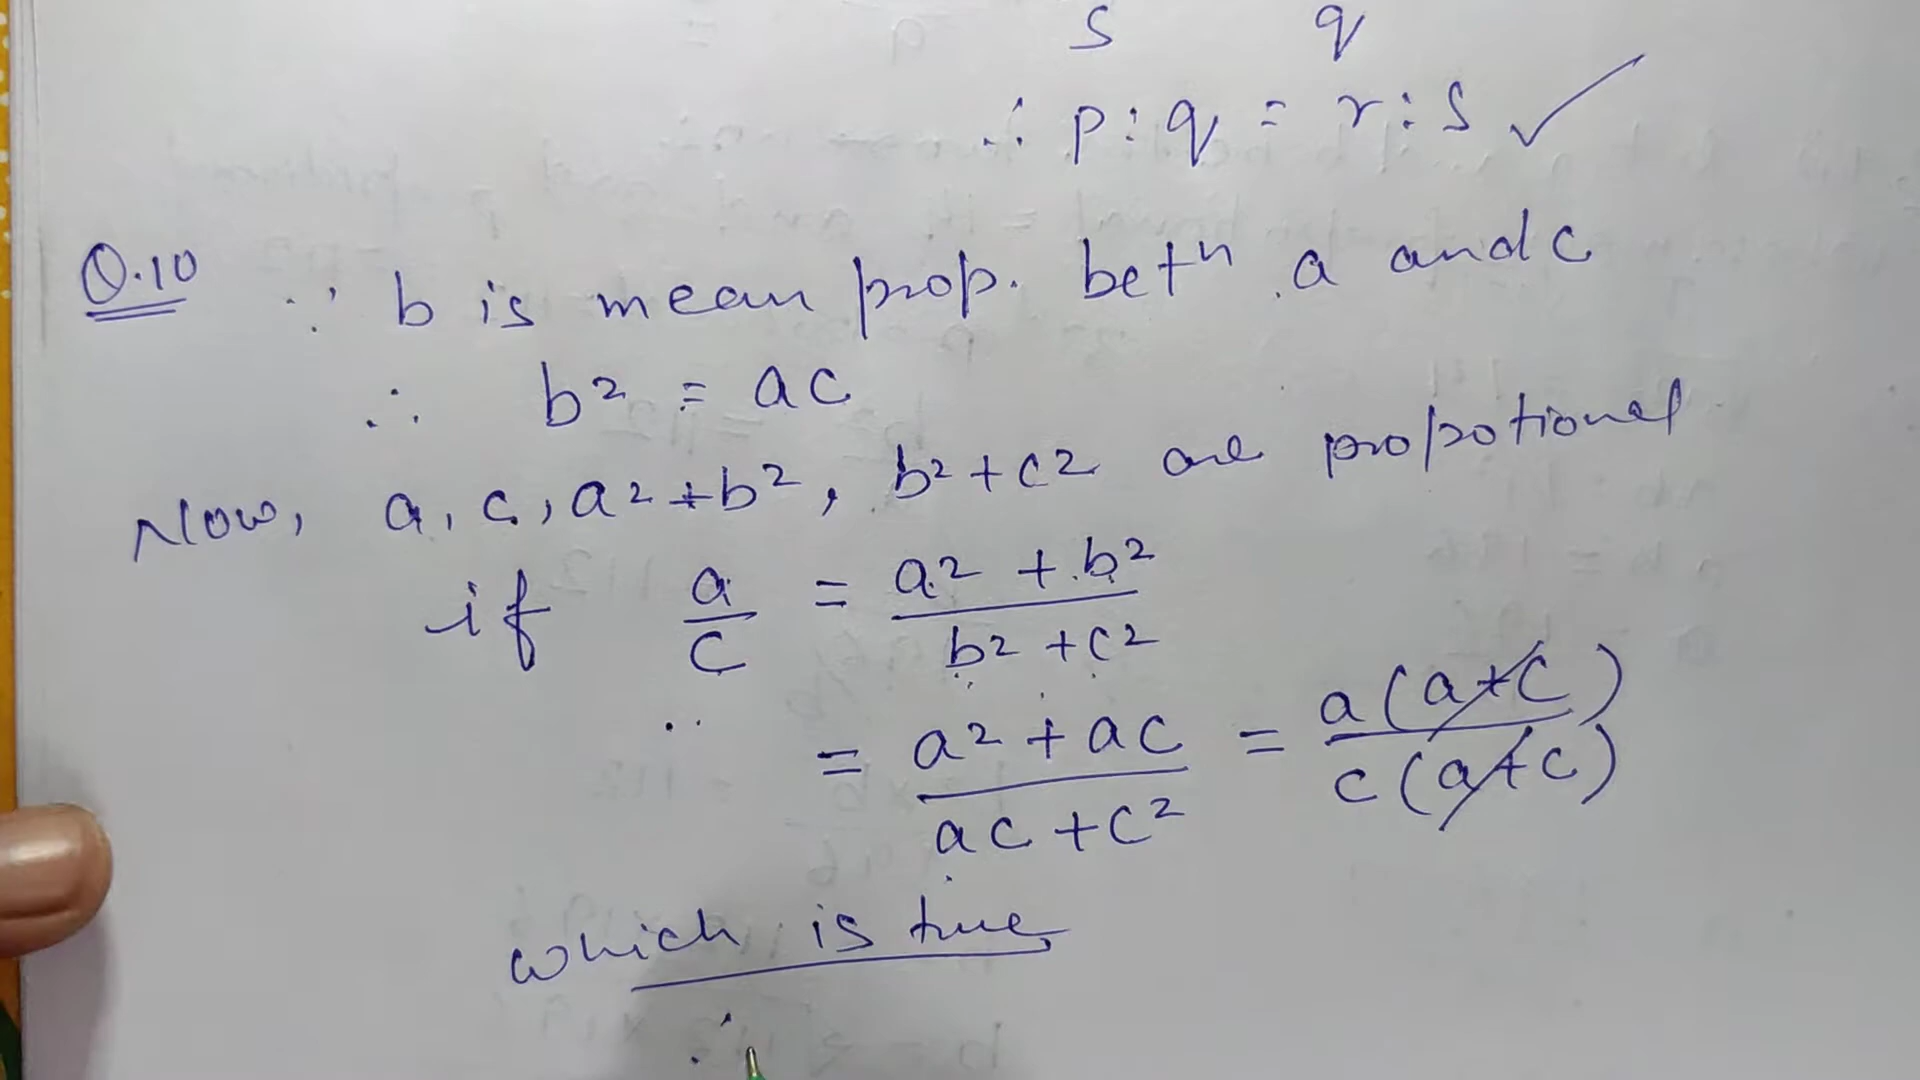 s q
∴ p : q = r : s ✓
Q.10 ∵ b is mean prop. betn a and c
∴ b² = ac
Now, a, c, a²+b², b²+c² are propotional
if a/c = (a² + b²)/(b² + c²)
= (a² + ac)/(ac + c²) = a(a+c)/c(a+c)
which is true
∴